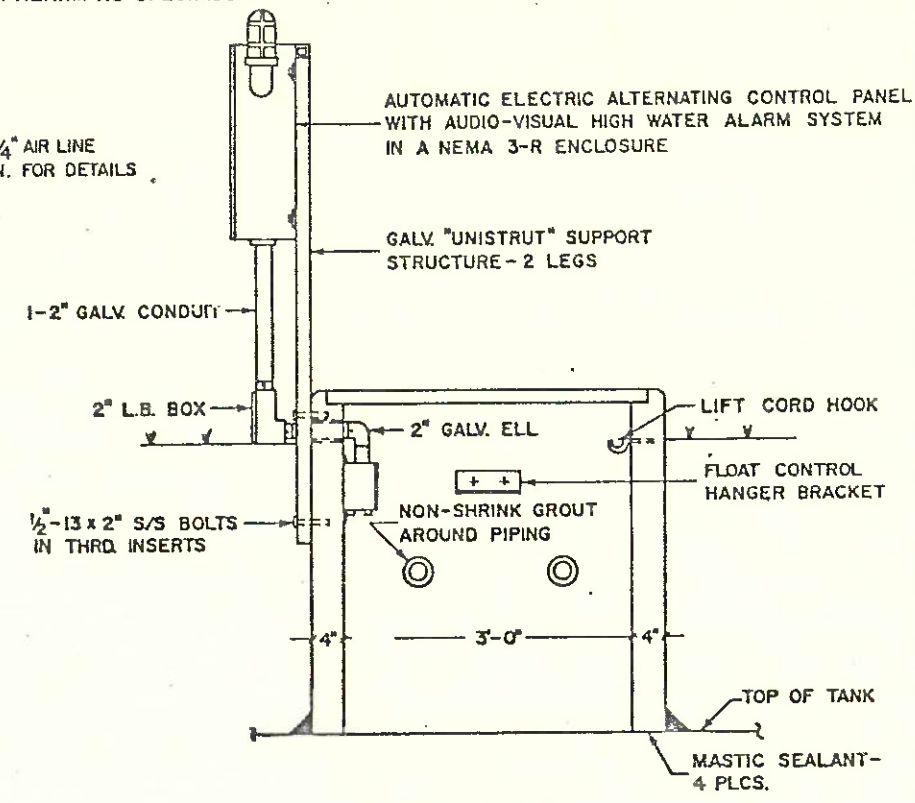 AUTOMATIC ELECTRIC ALTERNATING CONTROL PANEL
WITH AUDIO-VISUAL HIGH WATER ALARM SYSTEM
IN A NEMA 3-R ENCLOSURE
4" AIR LINE
FOR DETAILS
GALV. "UNISTRUT" SUPPORT
STRUCTURE - 2 LEGS
1-2" GALV. CONDUIT
2" L.B. BOX
2" GALV. ELL
LIFT CORD HOOK
FLOAT CONTROL
HANGER BRACKET
½"-13 x 2" S/S BOLTS
IN THRD. INSERTS
NON-SHRINK GROUT
AROUND PIPING
4"
3'-0"
4"
TOP OF TANK
MASTIC SEALANT-
4 PLCS.